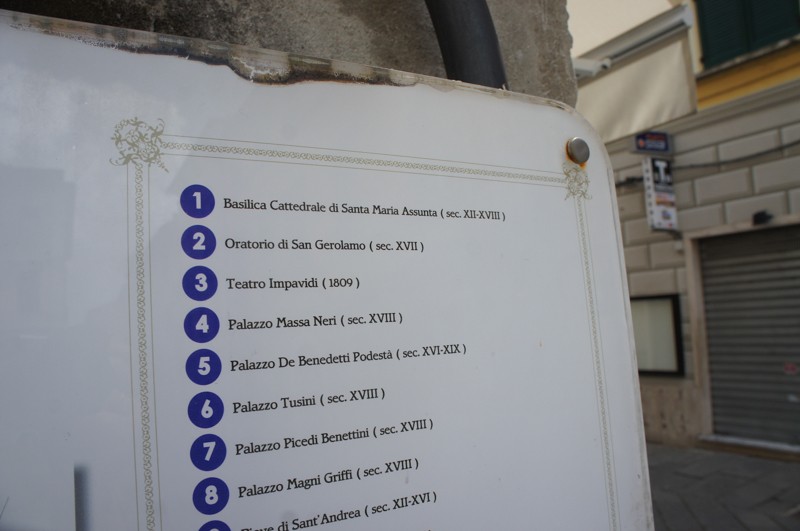 1 Basilica Cattedrale di Santa Maria Assunta ( sec. XII-XVIII )
2 Oratorio di San Gerolamo ( sec. XVII )
3 Teatro Impavidi ( 1809 )
4 Palazzo Massa Neri ( sec. XVIII )
5 Palazzo De Benedetti Podestà ( sec. XVI-XIX )
6 Palazzo Tusini ( sec. XVIII )
7 Palazzo Picedi Benettini ( sec. XVIII )
8 Palazzo Magni Griffi ( sec. XVIII )
9 Pieve di Sant'Andrea ( sec. XII-XVI )
T